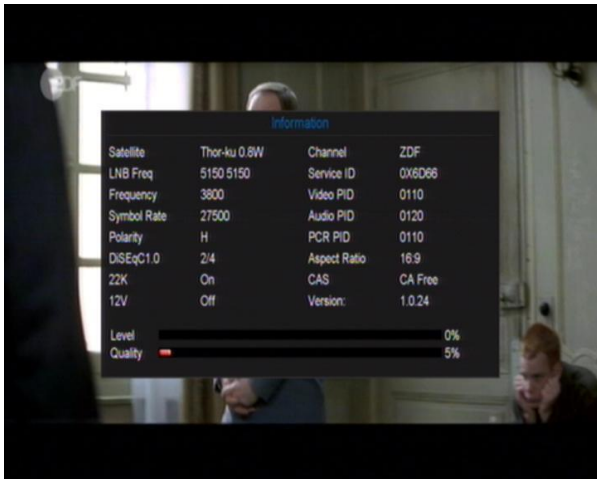 ZDF
Information
Satellite Thor-ku 0.8W Channel ZDF
LNB Freq 5150 5150 Service ID 0X6D66
Frequency 3800 Video PID 0110
Symbol Rate 27500 Audio PID 0120
Polarity H PCR PID 0110
DiSEqC1.0 2/4 Aspect Ratio 16:9
22K On CAS CA Free
12V Off Version: 1.0.24
Level 0%
Quality 5%